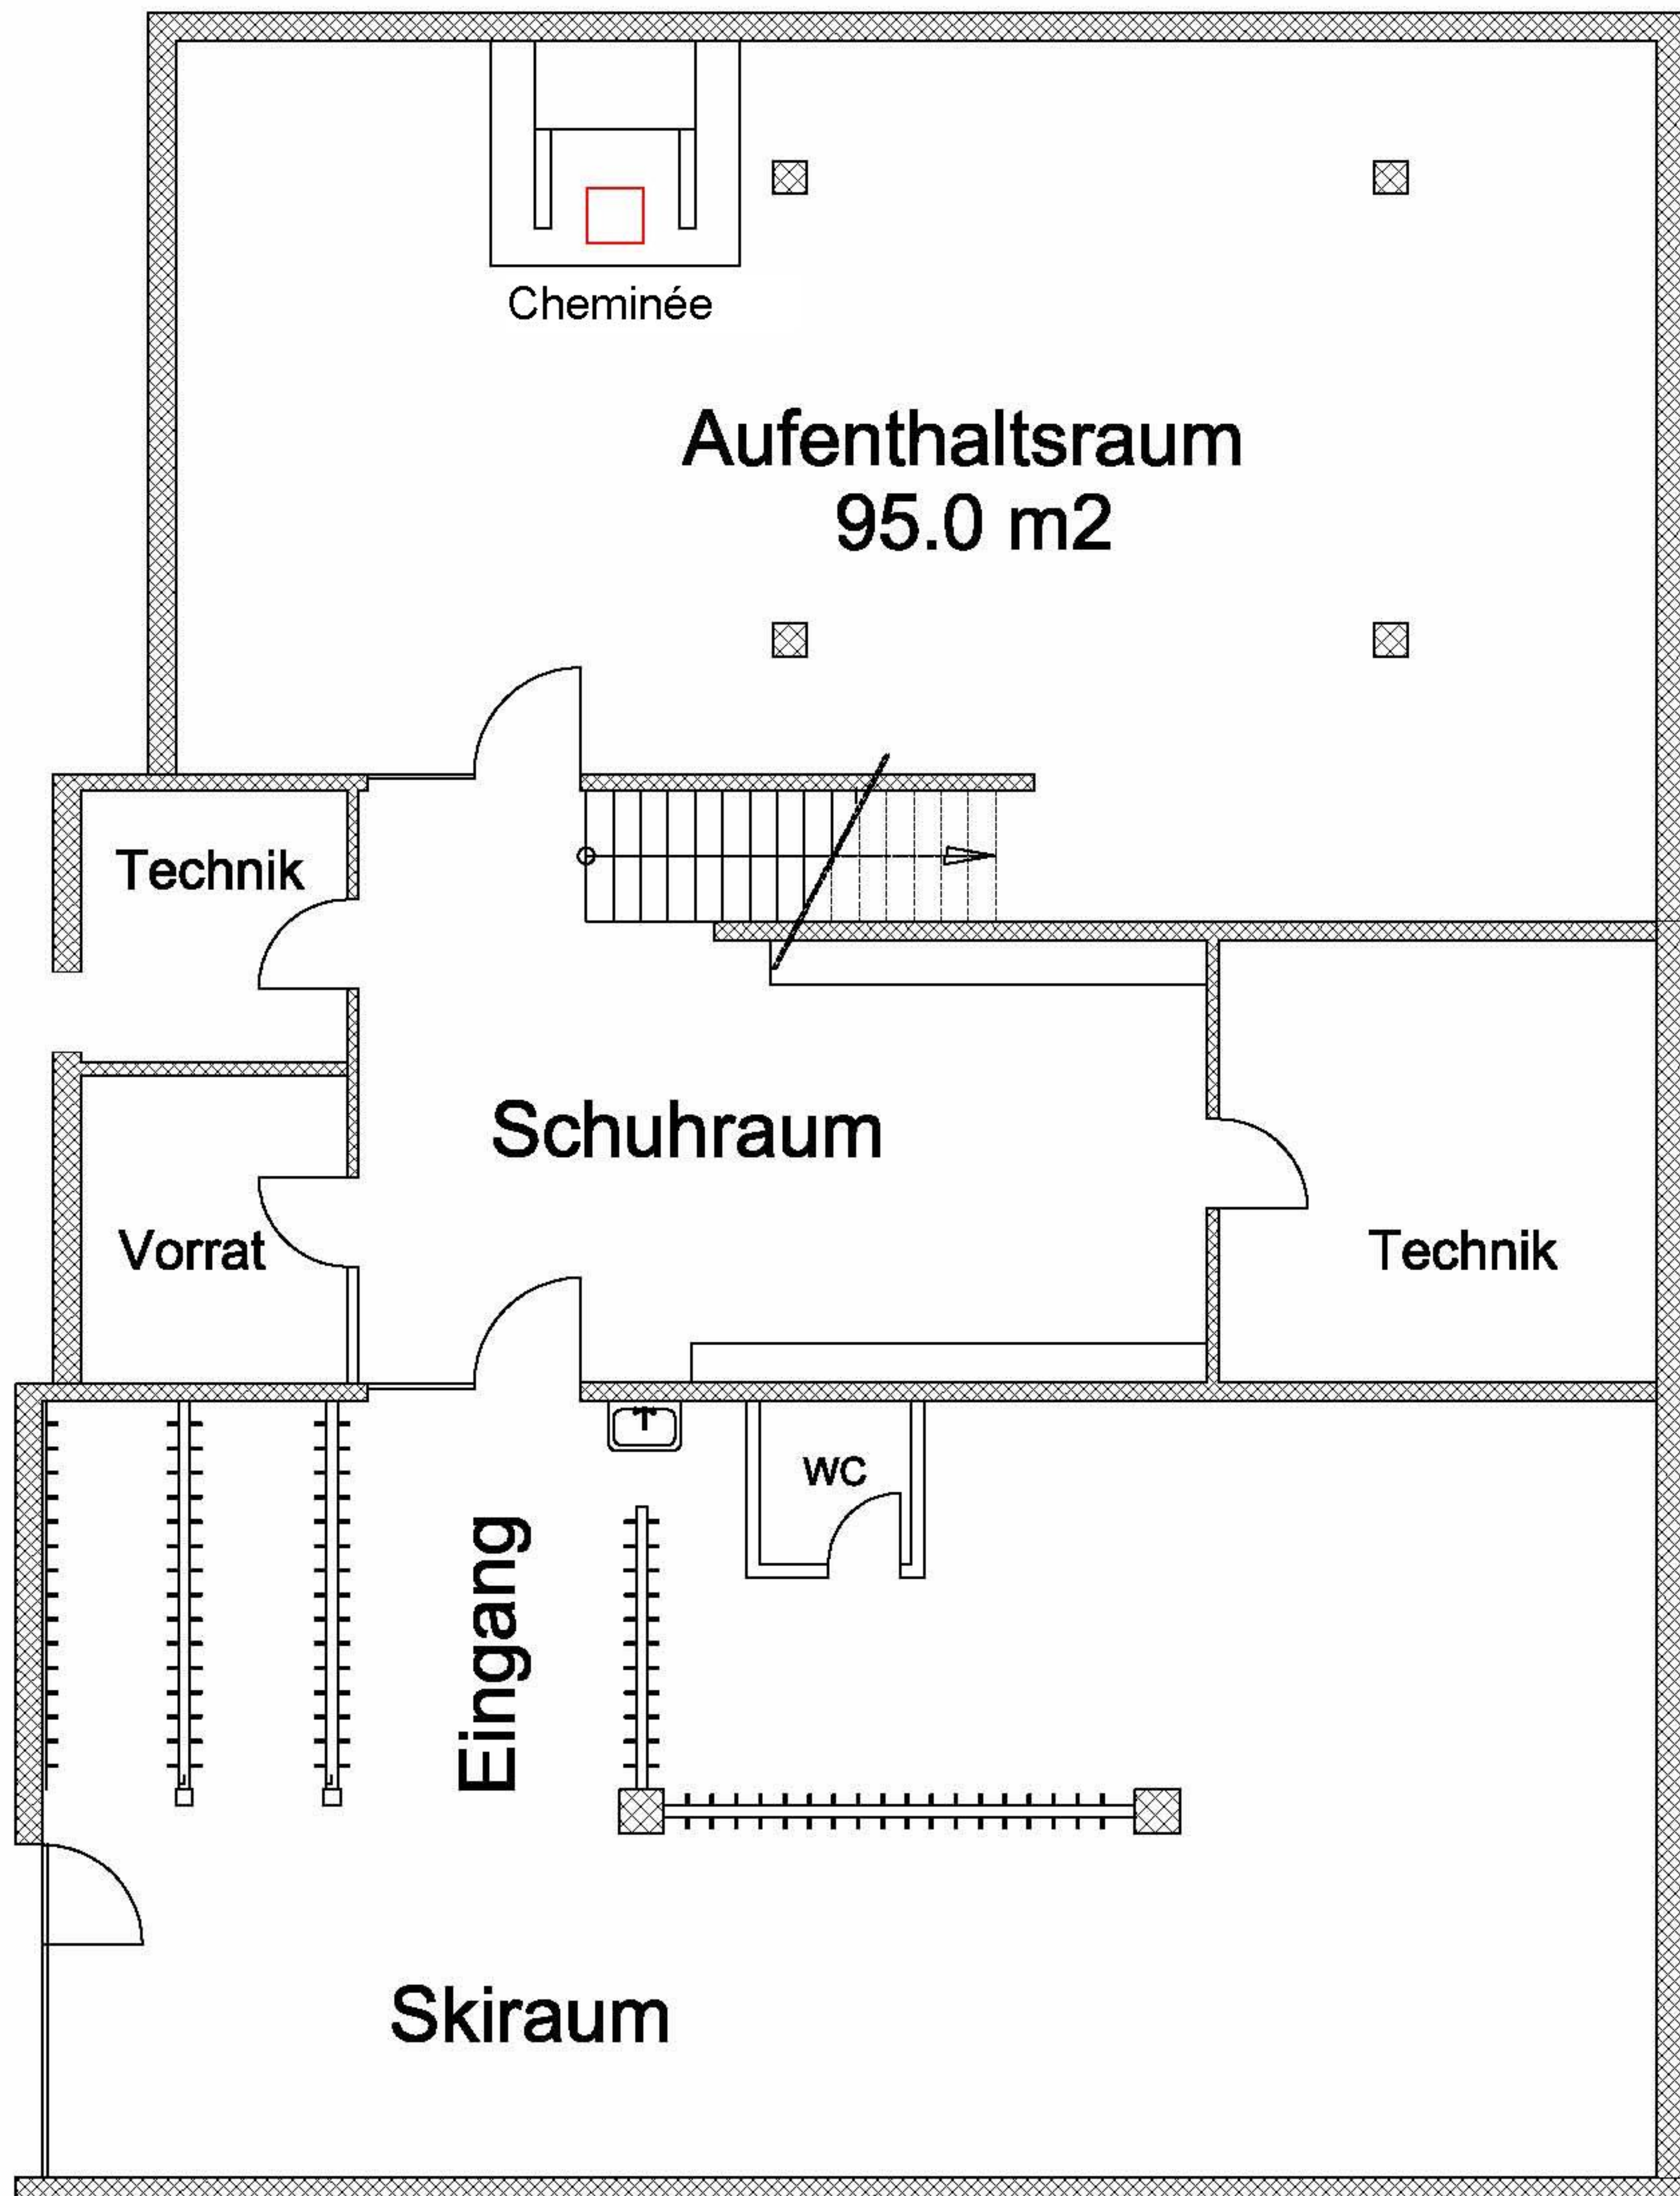 Cheminée
Aufenthaltsraum
95.0 m2
Technik
Schuhraum
Vorrat
Technik
WC
Eingang
Skiraum